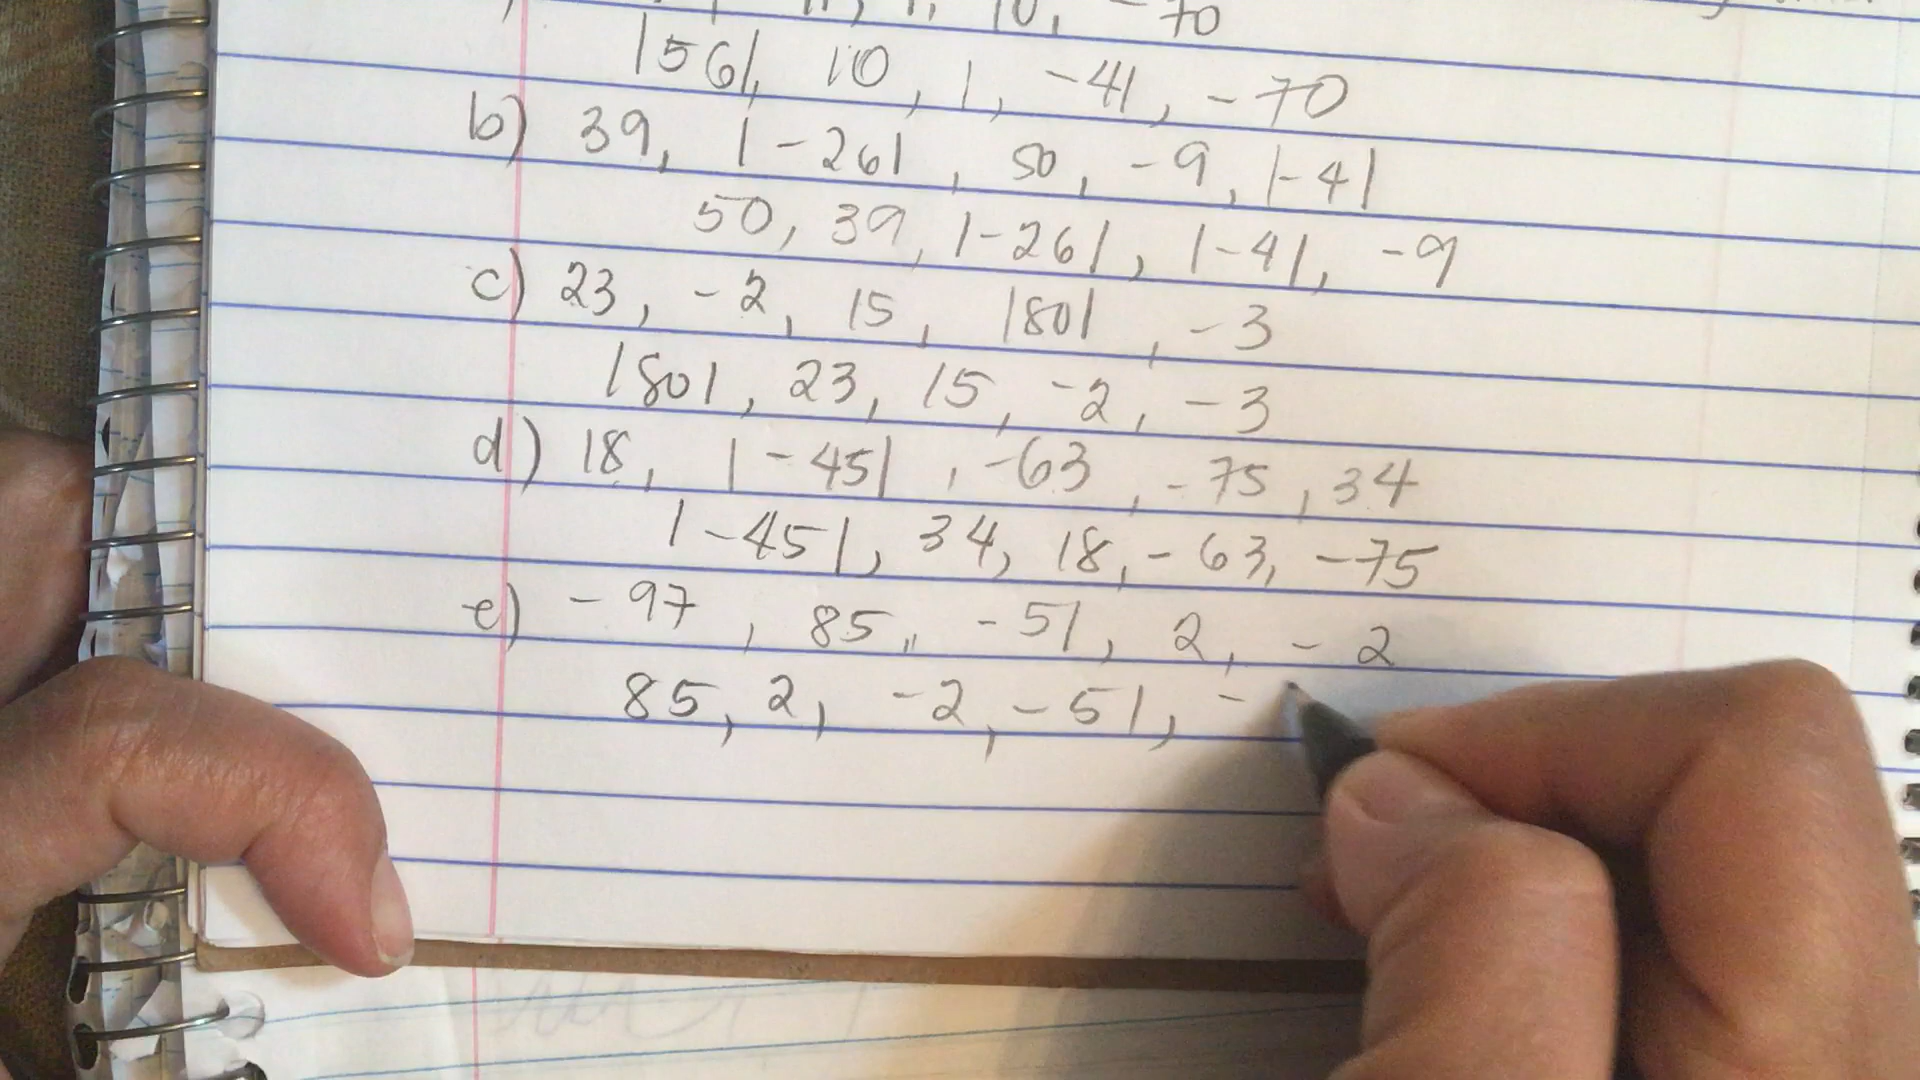 10, -70
|56|, 10, 1, -41, -70
b) 39, |-26|, 50, -9, |-4|
50, 39, |-26|, |-4|, -9
c) 23, -2, 15, |80|, -3
|80|, 23, 15, -2, -3
d) 18, |-45|, -63, -75, 34
|-45|, 34, 18, -63, -75
e) -97, 85,, -51, 2, -2
85, 2, -2, -51, -